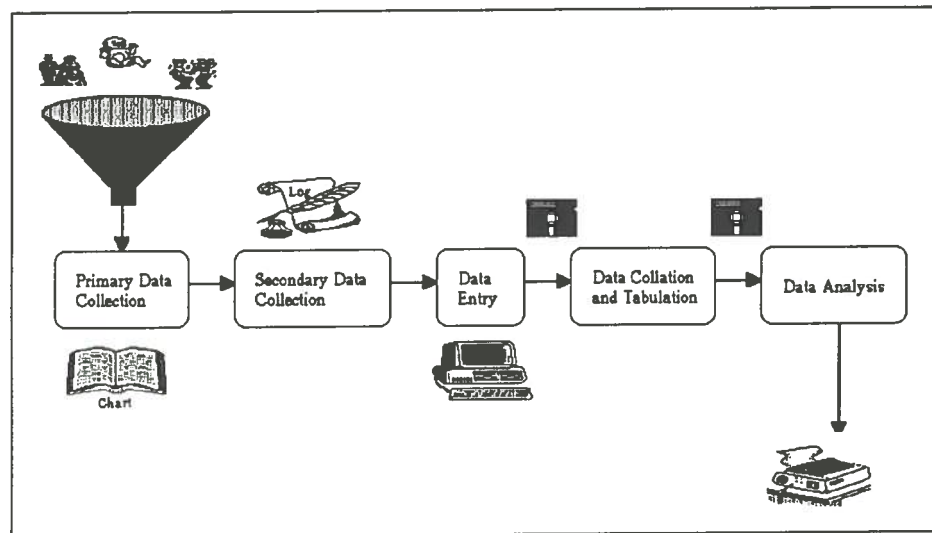 Log
Primary Data
Collection
Secondary Data
Collection
Data
Entry
Data Collation
and Tabulation
Data Analysis
Chart